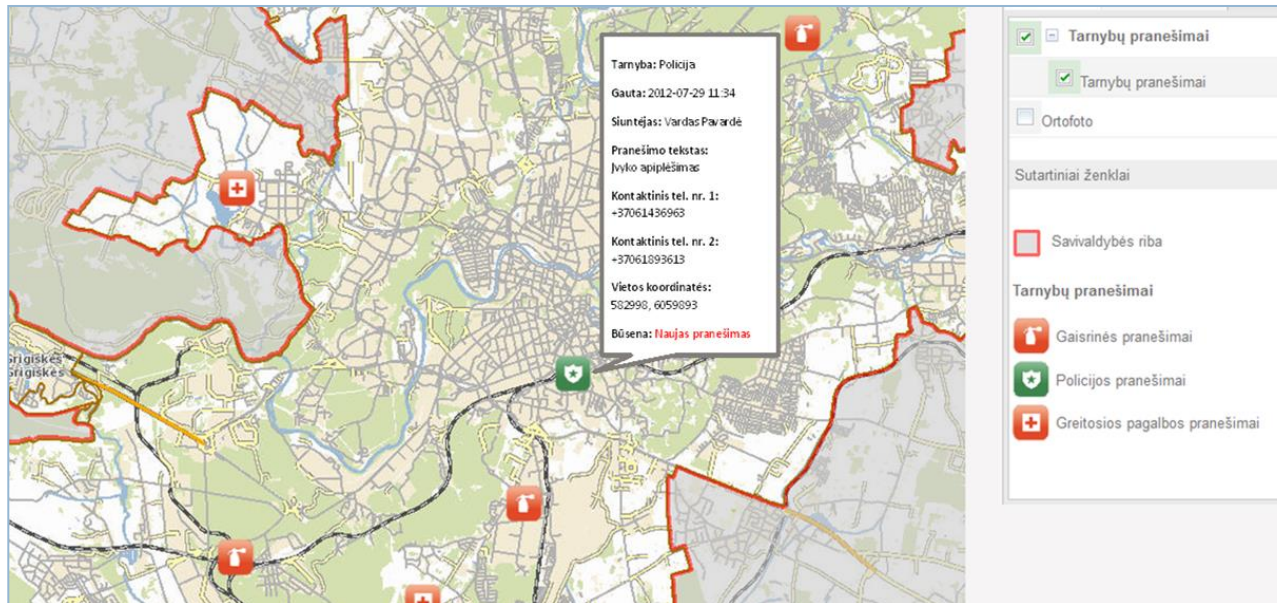 Tarnyba: Policija
Gauta: 2012-07-29 11:34
Siuntėjas: Vardas Pavardė
Pranešimo tekstas:
Įvyko apiplėšimas
Kontaktinis tel. nr. 1:
+37061436963
Kontaktinis tel. nr. 2:
+37061893613
Vietos koordinatės:
582998, 6059893
Būsena: Naujas pranešimas
Grigiškės
Grigiškės
Tarnybų pranešimai
Tarnybų pranešimai
Ortofoto
Sutartiniai ženklai
Savivaldybės riba
Tarnybų pranešimai
Gaisrinės pranešimai
Policijos pranešimai
Greitosios pagalbos pranešimai